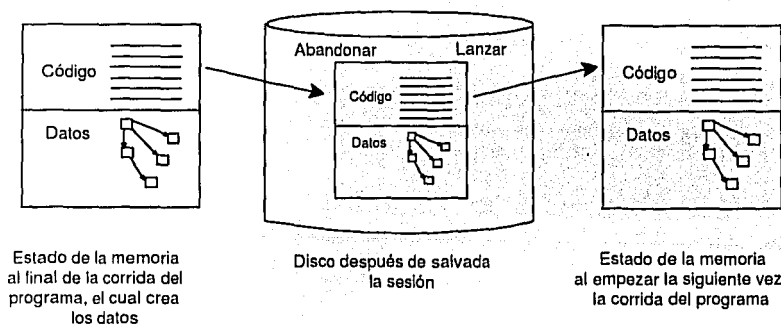 Código
Datos
Estado de la memoria
al final de la corrida del
programa, el cual crea
los datos
Abandonar Lanzar
Código
Datos
Disco después de salvada
la sesión
Código
Datos
Estado de la memoria
al empezar la siguiente vez
la corrida del programa